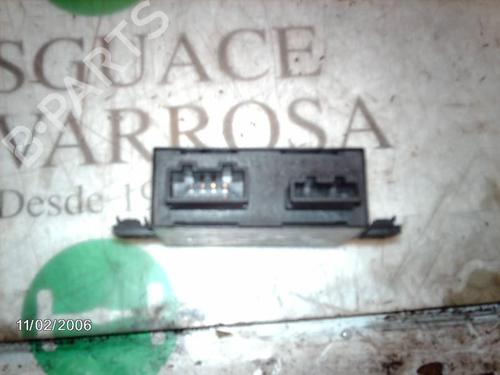 SGUACE
VARROSA
Desde 19
B-PARTS
11/02/2006